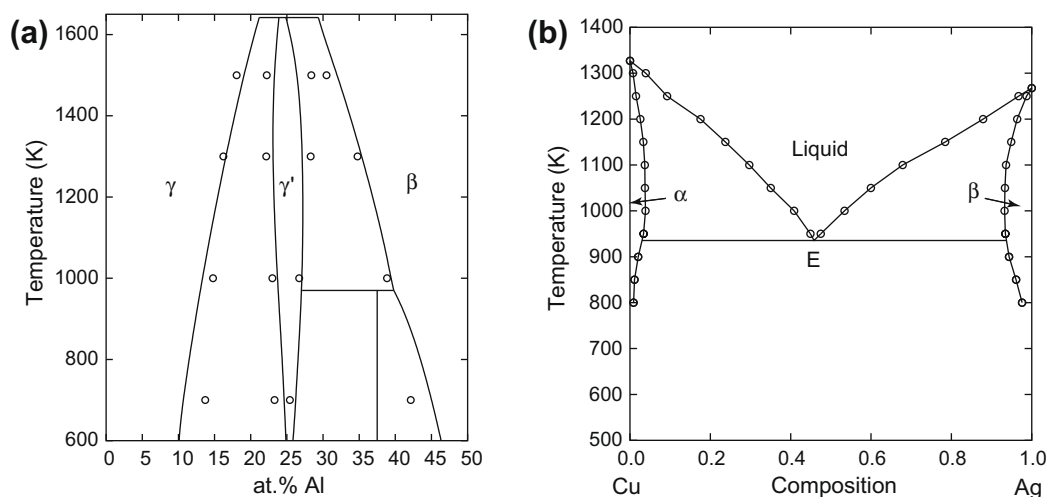 (a)
1600
1400
1200
1000
800
600
Temperature (K)
γ
γ'
β
0 5 10 15 20 25 30 35 40 45 50
at.% Al
(b)
1400
1300
1200
1100
1000
900
800
700
600
500
Temperature (K)
Liquid
α
β
E
0.0 0.2 0.4 0.6 0.8 1.0
Cu Composition Ag